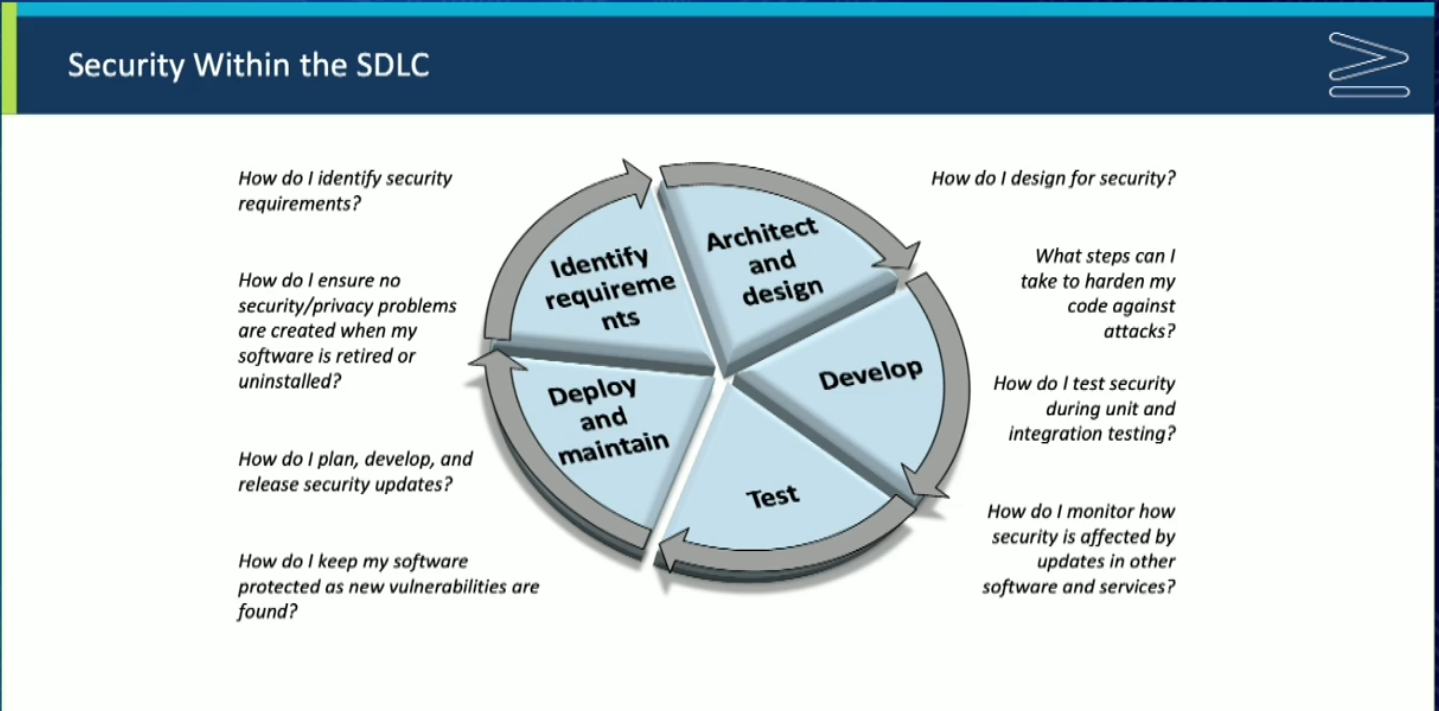 Security Within the SDLC
How do I identify security
requirements?
How do I ensure no
security/privacy problems
are created when my
software is retired or
uninstalled?
How do I plan, develop, and
release security updates?
How do I keep my software
protected as new vulnerabilities are
found?
Identify
requireme
nts
Architect
and
design
Develop
Test
Deploy
and
maintain
How do I design for security?
What steps can I
take to harden my
code against
attacks?
How do I test security
during unit and
integration testing?
How do I monitor how
security is affected by
updates in other
software and services?